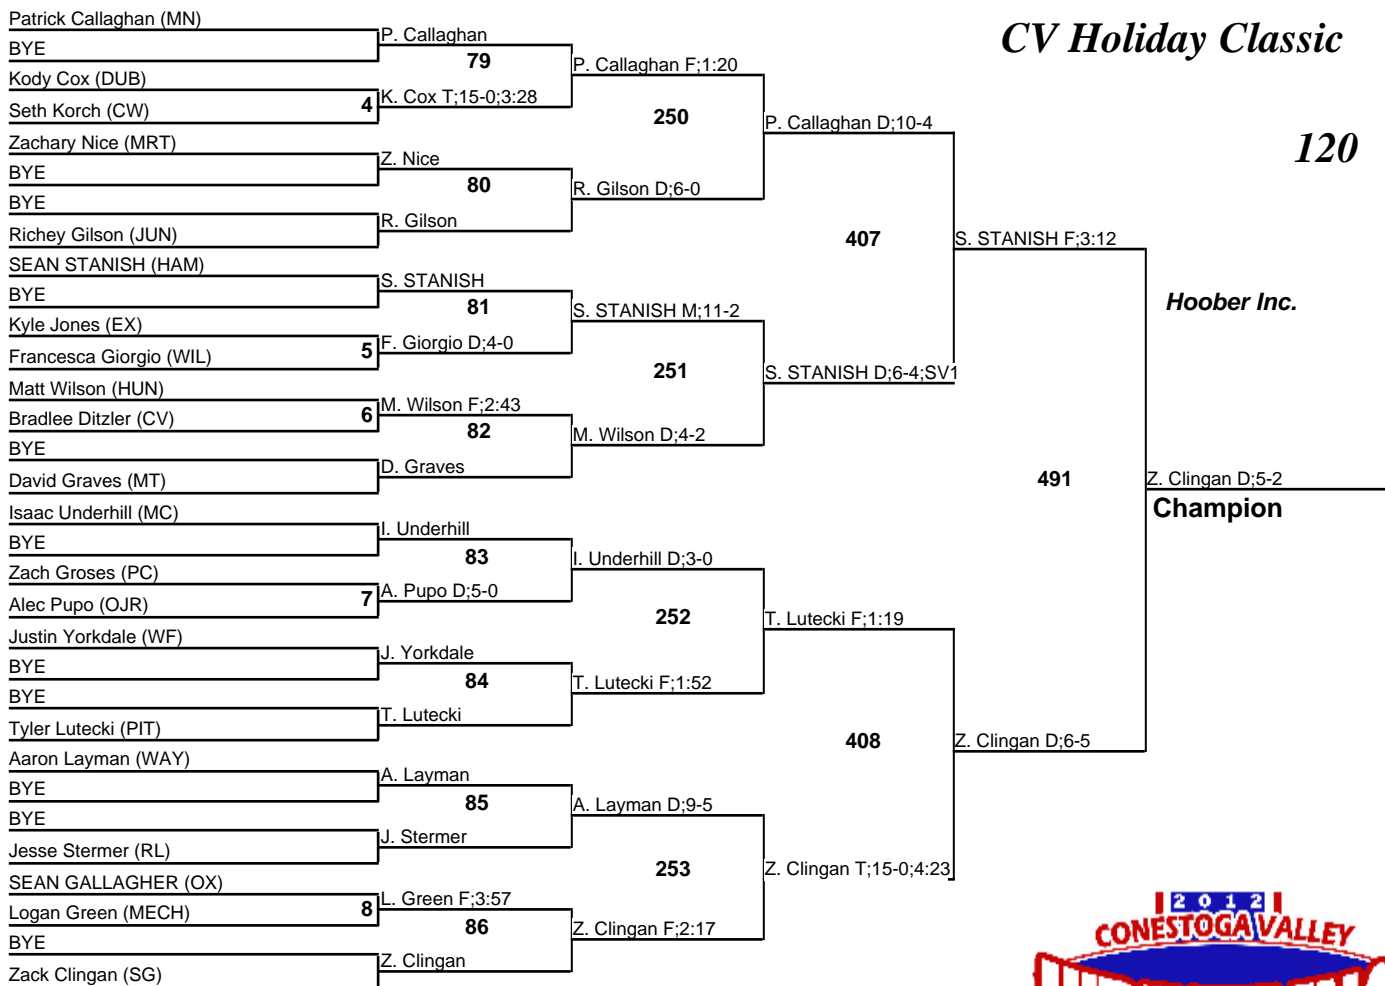 Patrick Callaghan (MN)
BYE
Kody Cox (DUB)
Seth Korch (CW)
Zachary Nice (MRT)
BYE
BYE
Richey Gilson (JUN)
SEAN STANISH (HAM)
BYE
Kyle Jones (EX)
Francesca Giorgio (WIL)
Matt Wilson (HUN)
Bradlee Ditzler (CV)
BYE
David Graves (MT)
Isaac Underhill (MC)
BYE
Zach Groses (PC)
Alec Pupo (OJR)
Justin Yorkdale (WF)
BYE
BYE
Tyler Lutecki (PIT)
Aaron Layman (WAY)
BYE
BYE
Jesse Stermer (RL)
SEAN GALLAGHER (OX)
Logan Green (MECH)
BYE
Zack Clingan (SG)
4
5
6
7
8
P. Callaghan
79
K. Cox T;15-0;3:28
Z. Nice
80
R. Gilson
S. STANISH
81
F. Giorgio D;4-0
M. Wilson F;2:43
82
D. Graves
I. Underhill
83
A. Pupo D;5-0
J. Yorkdale
84
T. Lutecki
A. Layman
85
J. Stermer
L. Green F;3:57
86
Z. Clingan
P. Callaghan F;1:20
250
R. Gilson D;6-0
S. STANISH M;11-2
251
M. Wilson D;4-2
I. Underhill D;3-0
252
T. Lutecki F;1:52
A. Layman D;9-5
253
Z. Clingan F;2:17
P. Callaghan D;10-4
407
S. STANISH D;6-4;SV1
T. Lutecki F;1:19
408
Z. Clingan T;15-0;4:23
S. STANISH F;3:12
491
Z. Clingan D;6-5
Z. Clingan D;5-2
Champion
CV Holiday Classic
120
Hoober Inc.
2012
CONESTOGA VALLEY